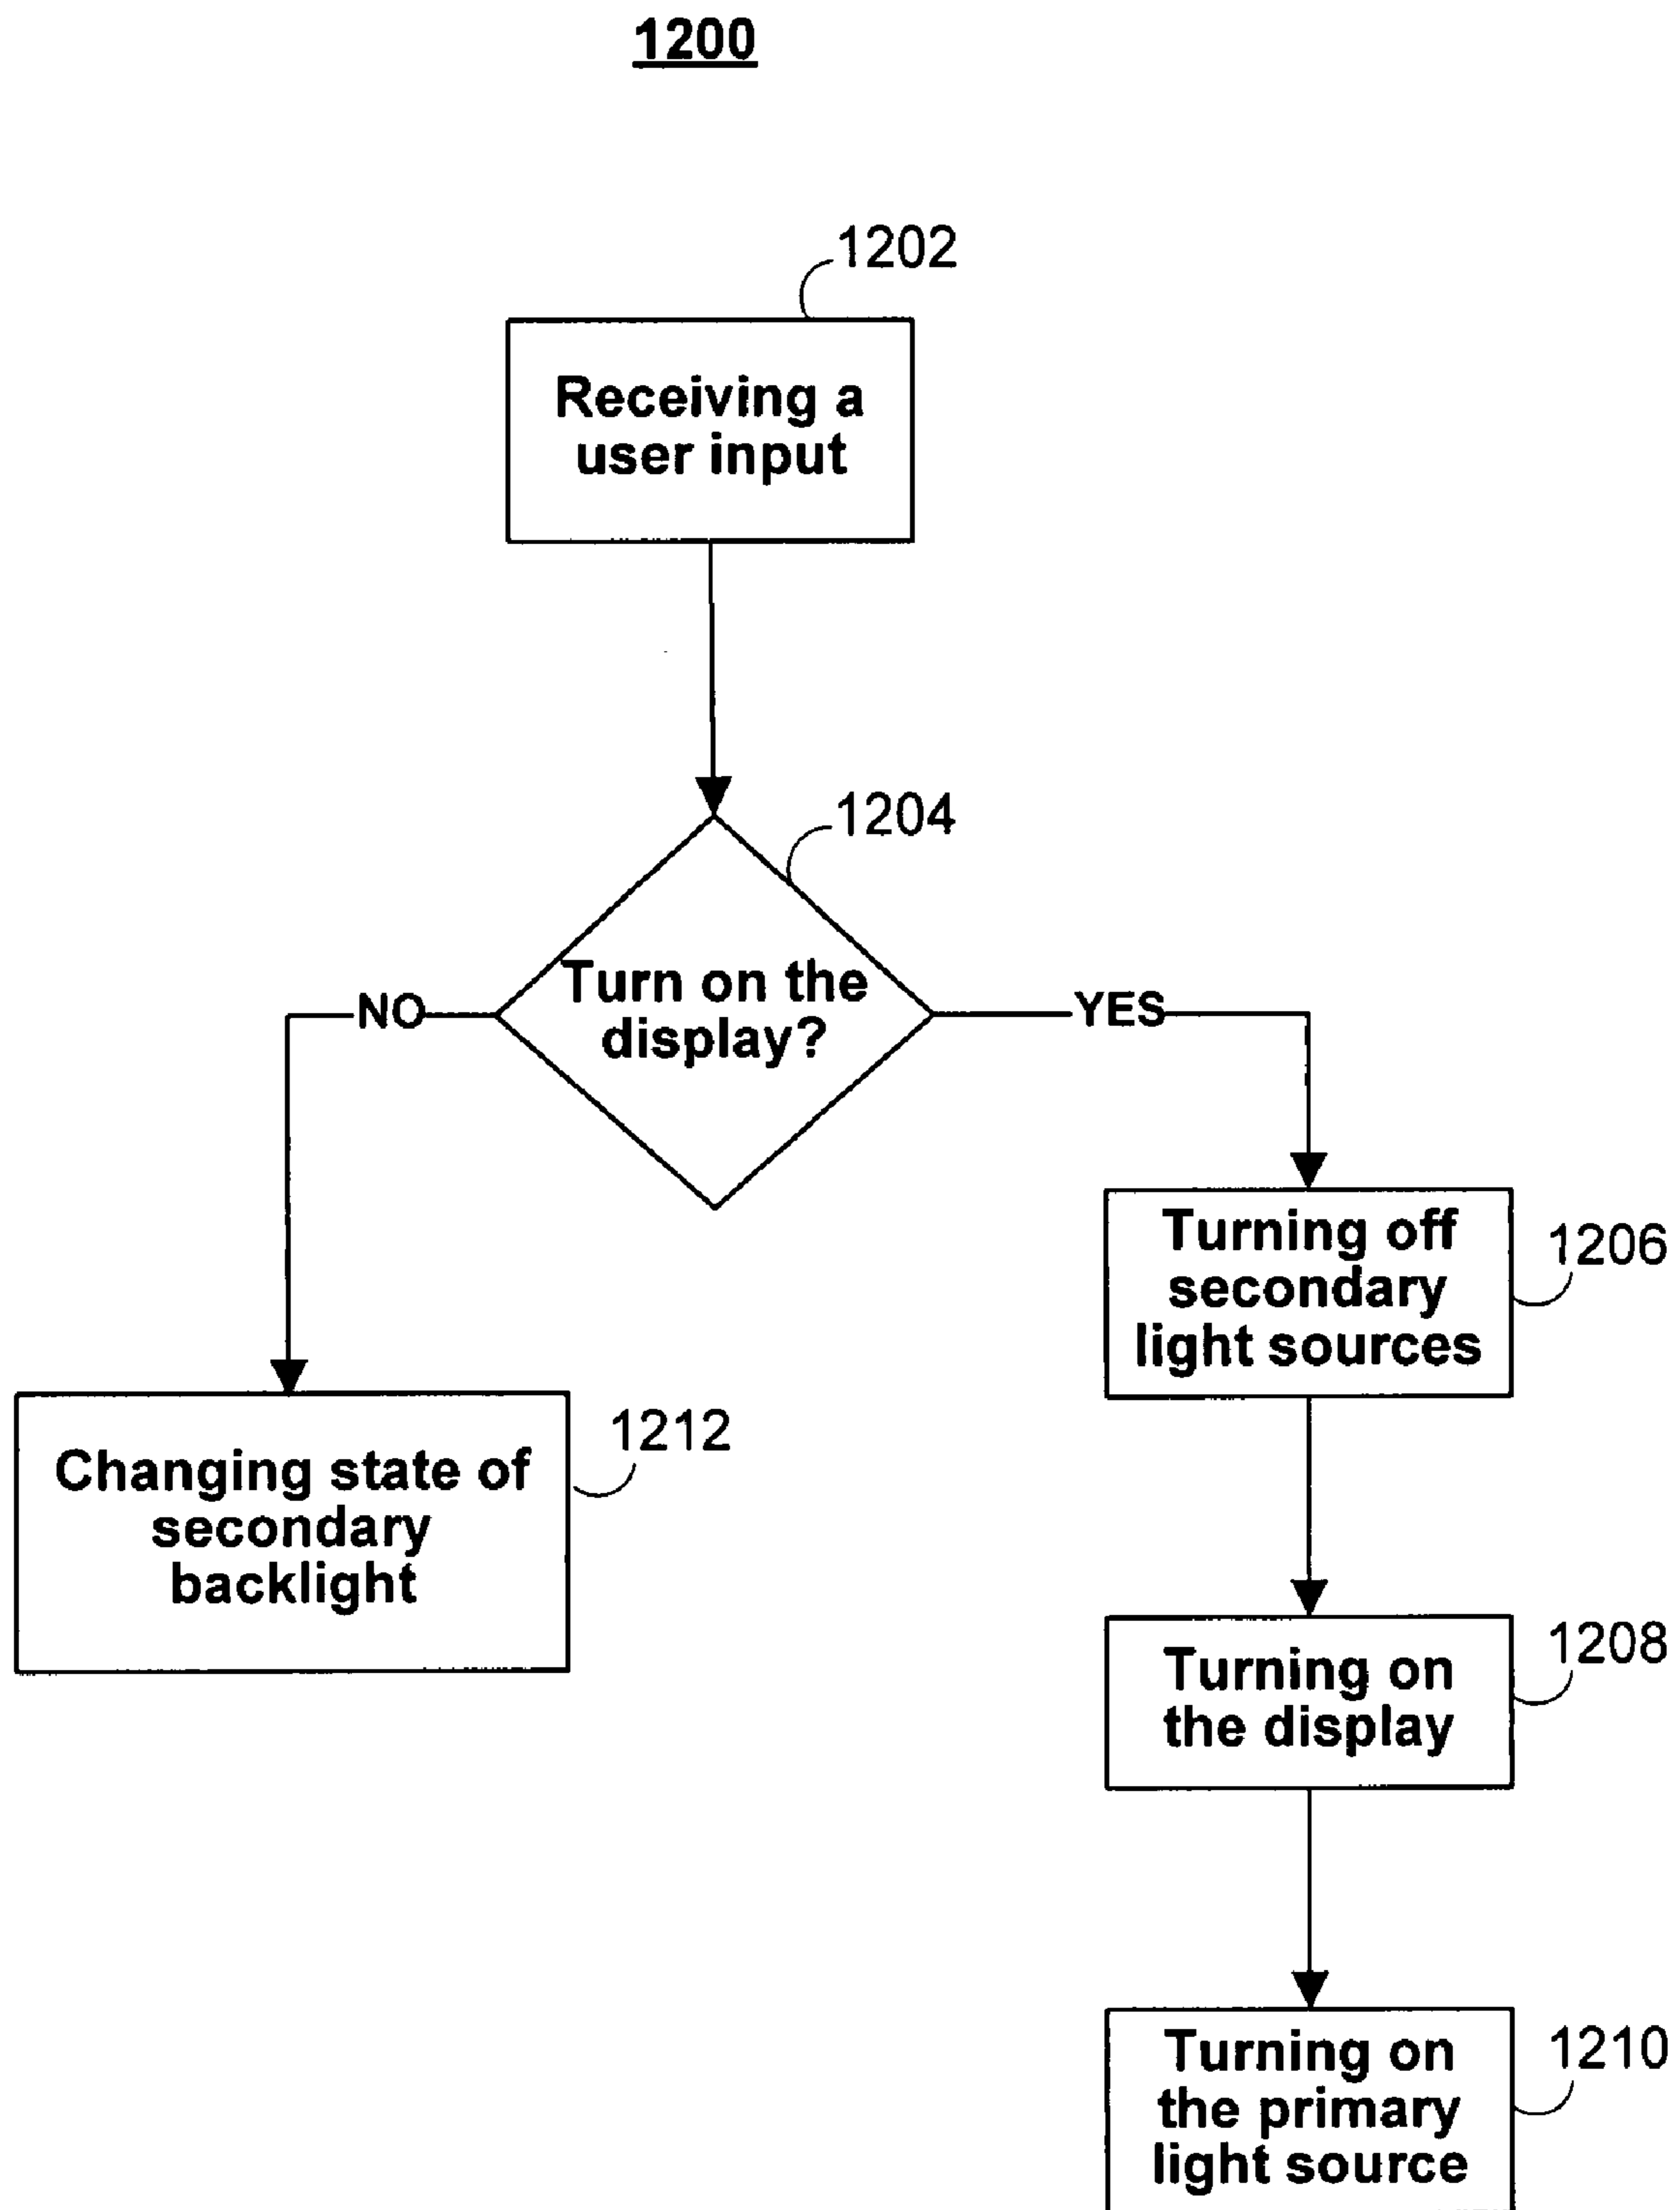 1200
1202
Receiving a
user input
1204
Turn on the
display?
NO
YES
Turning off
secondary
light sources
1206
Changing state of
secondary
backlight
1212
Turning on
the display
1208
Turning on
the primary
light source
1210